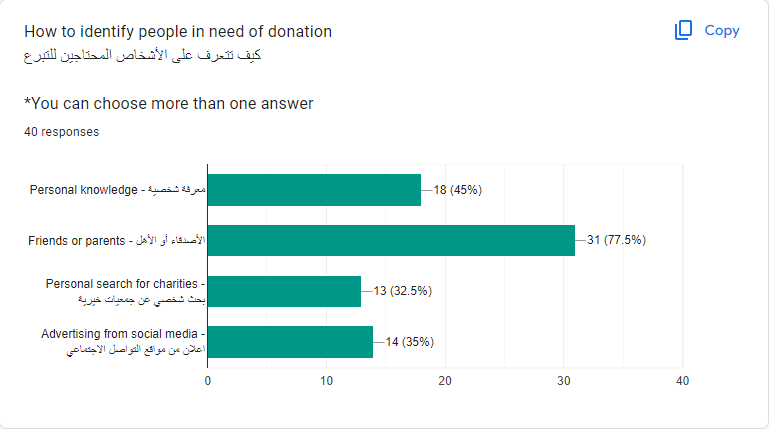 How to identify people in need of donation
Copy
كيف تتعرف على الأشخاص المحتاجين للتبرع
*You can choose more than one answer
40 responses
Personal knowledge - معرفة شخصية
18 (45%)
Friends or parents - الأصدقاء أو الأهل
31 (77.5%)
Personal search for charities -
بحث شخصي عن جمعيات خيرية
13 (32.5%)
Advertising from social media -
اعلان من مواقع التواصل الاجتماعي
14 (35%)
0 10 20 30 40